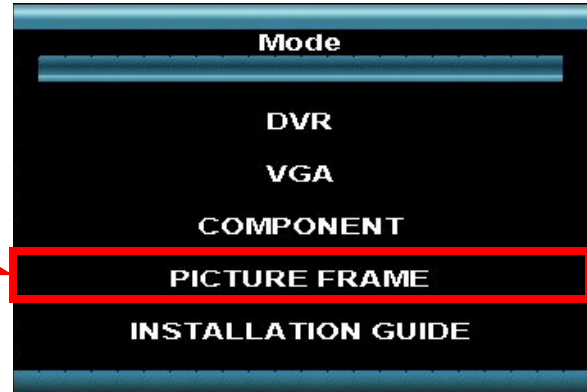 Mode
DVR
VGA
COMPONENT
PICTURE FRAME
INSTALLATION GUIDE